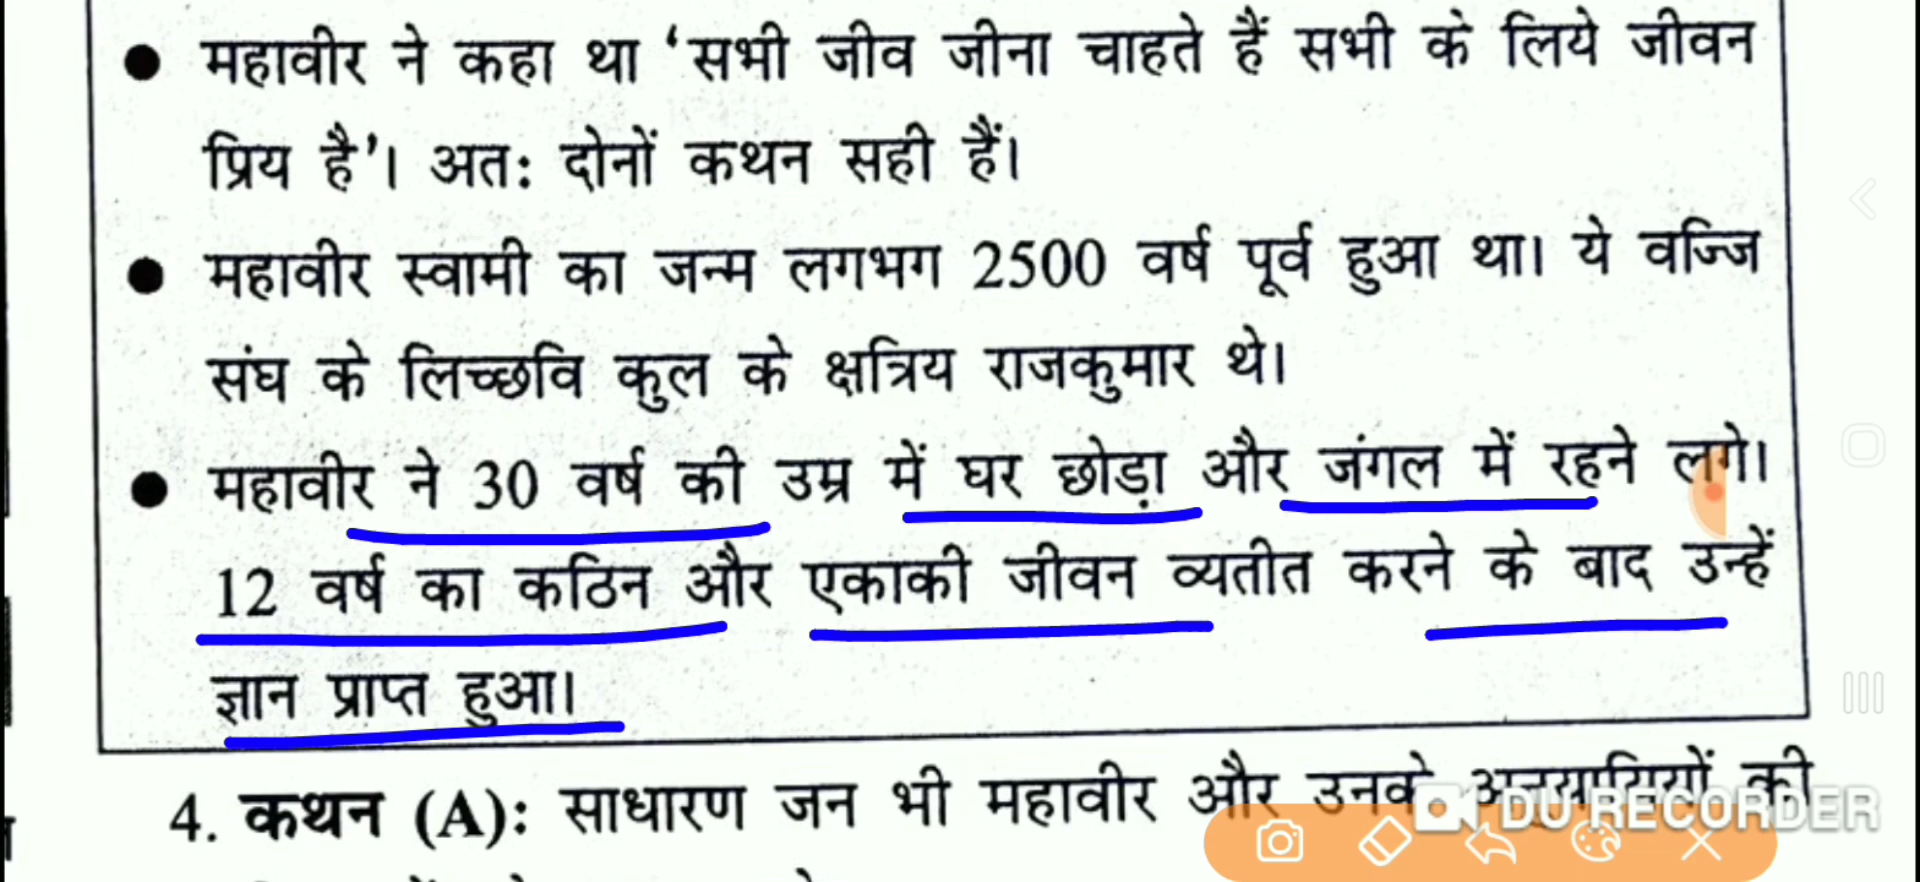 ● महावीर ने कहा था ‘सभी जीव जीना चाहते हैं सभी के लिये जीवन
प्रिय है’। अतः दोनों कथन सही हैं।
● महावीर स्वामी का जन्म लगभग 2500 वर्ष पूर्व हुआ था। ये वज्जि
संघ के लिच्छवि कुल के क्षत्रिय राजकुमार थे।
● महावीर ने 30 वर्ष की उम्र में घर छोड़ा और जंगल में रहने लगे।
12 वर्ष का कठिन और एकाकी जीवन व्यतीत करने के बाद उन्हें
ज्ञान प्राप्त हुआ।
4. कथन (A): साधारण जन भी महावीर और उनके अनुयायियों की
DU RECORDER